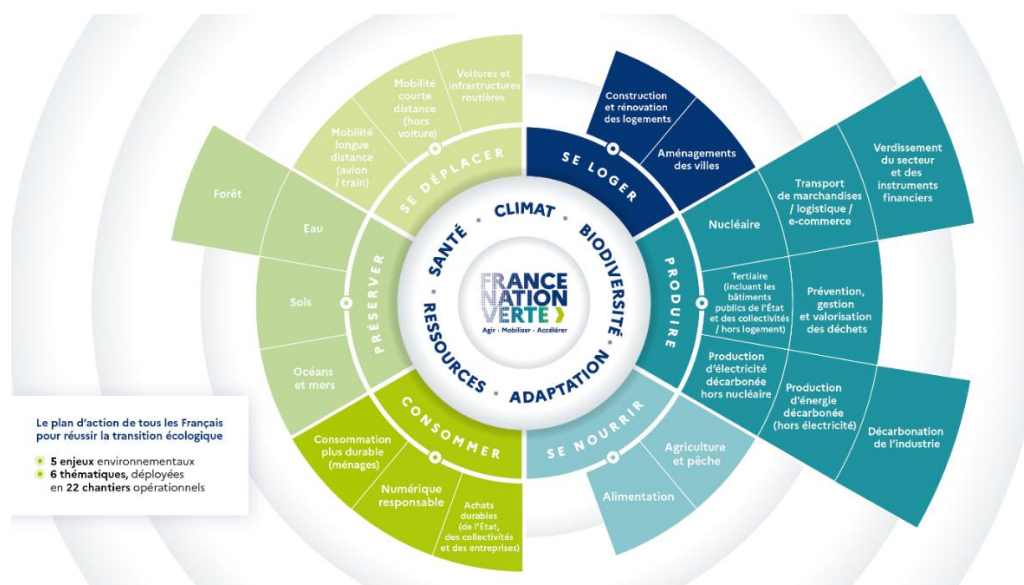 Voitures et
infrastructures
routières
Mobilité
courte
distance
(hors
voiture)
Mobilité
longue
distance
(avion
/ train)
SE DÉPLACER
Construction
et rénovation
des logements
Aménagements
des villes
SE LOGER
Nucléaire
Transport
de marchandises
/ logistique /
e-commerce
Verdissement
du secteur
et des
instruments
financiers
Tertiaire
(incluant les
bâtiments
publics de l'État
et des collectivités
/ hors logement)
Prévention,
gestion
et valorisation
des déchets
Production
d'électricité
décarbonée
hors nucléaire
Production
d'énergie
décarbonée
(hors électricité)
Décarbonation
de l'industrie
PRODUIRE
Forêt
Eau
Sols
Océans
et mers
PRÉSERVER
SANTÉ • CLIMAT • BIODIVERSITÉ • ADAPTATION • RESSOURCES •
FRANCE
NATION
VERTE
Agir • Mobiliser • Accélérer
CONSOMMER
Consommation
plus durable
(ménages)
Numérique
responsable
Achats
durables
(de l'État,
des collectivités
et des entreprises)
SE NOURRIR
Agriculture
et pêche
Alimentation
Le plan d'action de tous les Français
pour réussir la transition écologique
5 enjeux environnementaux
6 thématiques, déployées
en 22 chantiers opérationnels